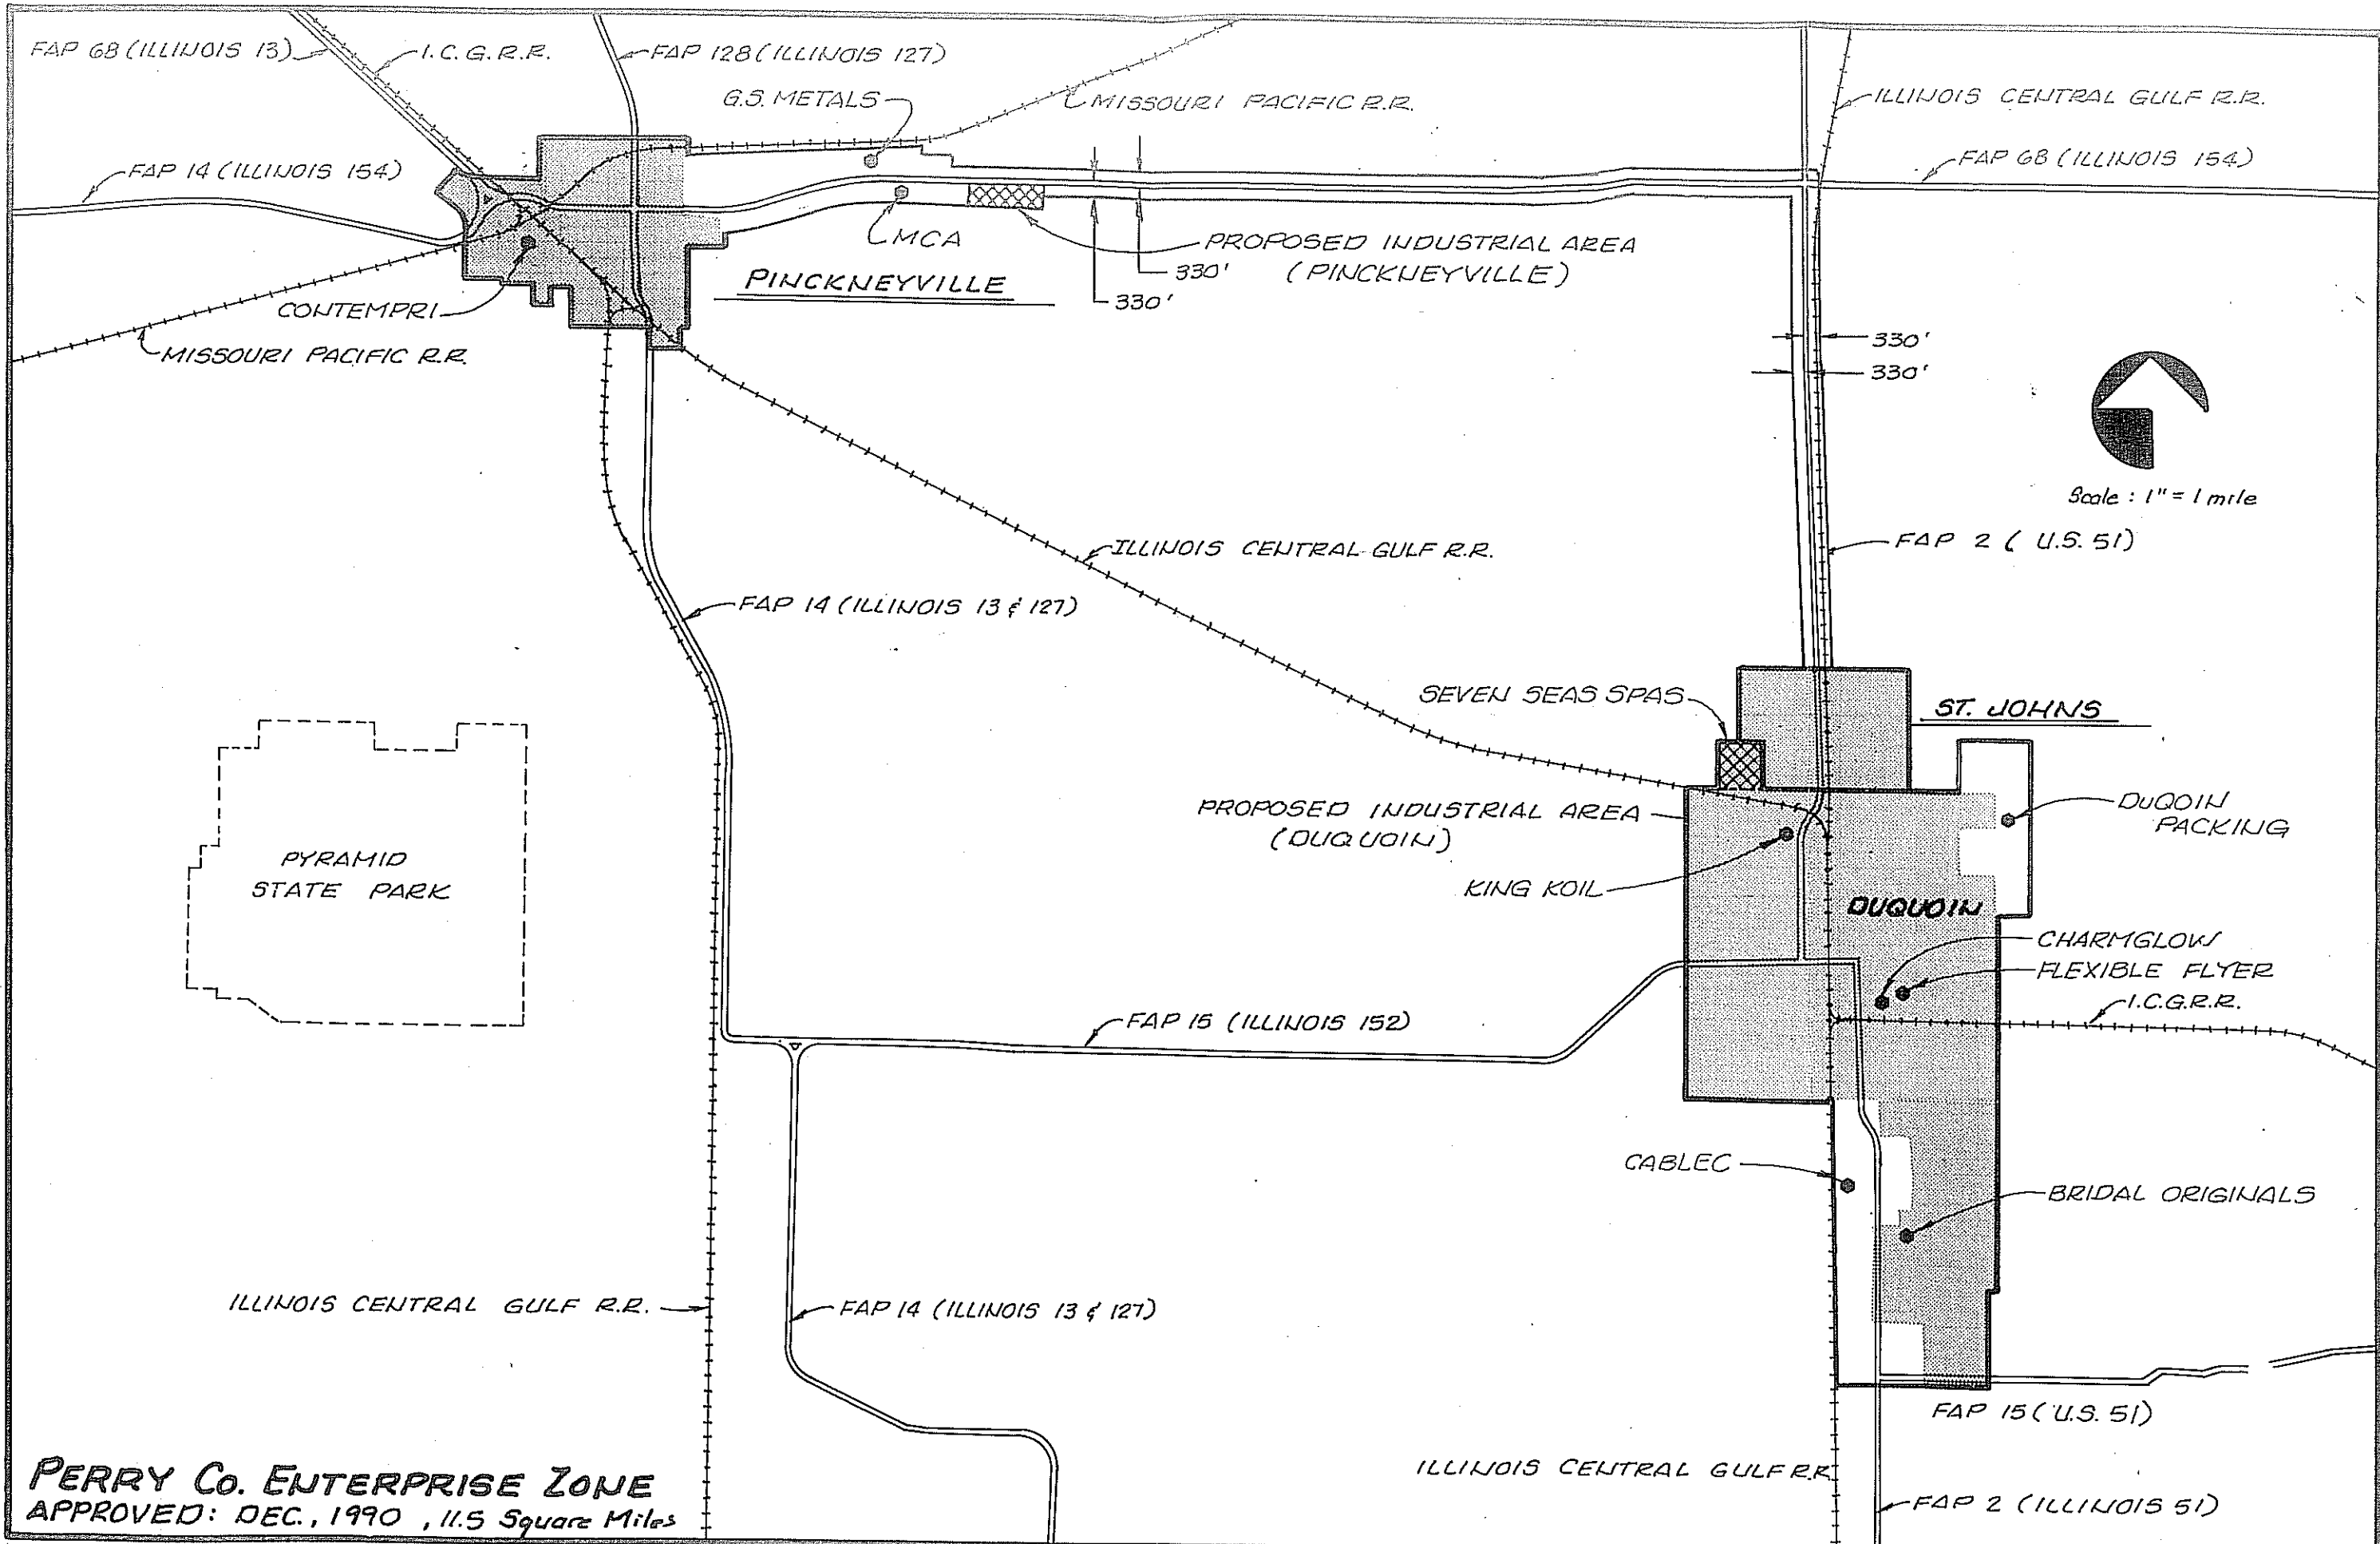 FAP 68 (ILLINOIS 13)
I.C.G.R.R.
FAP 128 (ILLINOIS 127)
G.S. METALS
MISSOURI PACIFIC R.R.
ILLINOIS CENTRAL GULF R.R.
FAP 14 (ILLINOIS 154)
FAP 68 (ILLINOIS 154)
MCA
PROPOSED INDUSTRIAL AREA
(PINCKNEYVILLE)
330'
330'
PINCKNEYVILLE
CONTEMPRI
MISSOURI PACIFIC R.R.
330'
330'
Scale : 1" = 1 mile
FAP 2 ( U.S. 51)
ILLINOIS CENTRAL GULF R.R.
FAP 14 (ILLINOIS 13 & 127)
SEVEN SEAS SPAS
ST. JOHNS
PROPOSED INDUSTRIAL AREA
(DUQUOIN)
DUQOIN
PACKING
KING KOIL
PYRAMID
STATE PARK
DUQUOIN
CHARMGLOW
FLEXIBLE FLYER
I.C.G.R.R.
FAP 15 (ILLINOIS 152)
CABLEC
BRIDAL ORIGINALS
ILLINOIS CENTRAL GULF R.R.
FAP 14 (ILLINOIS 13 & 127)
FAP 15 (U.S. 51)
ILLINOIS CENTRAL GULF R.R.
FAP 2 (ILLINOIS 51)
PERRY CO. ENTERPRISE ZONE
APPROVED: DEC., 1990 , 11.5 Square Miles